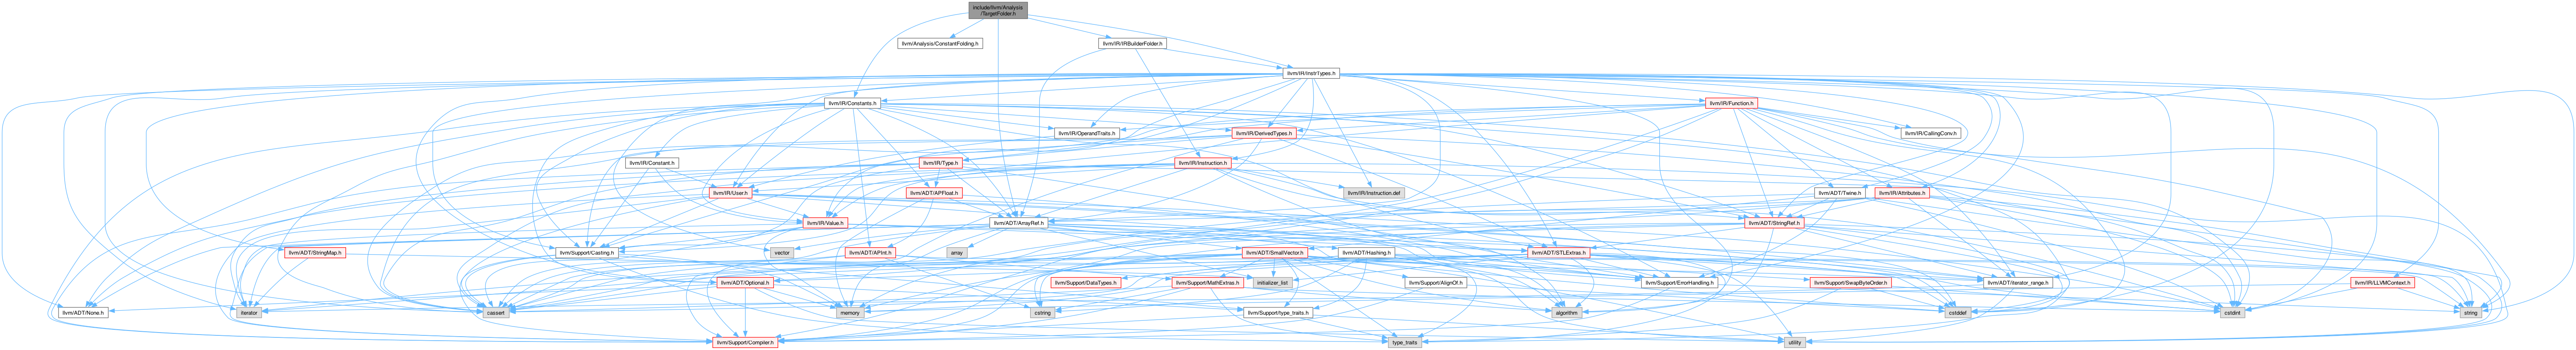 include/llvm/Analysis
/TargetFolder.h
llvm/Analysis/ConstantFolding.h
llvm/IR/IRBuilderFolder.h
llvm/IR/InstrTypes.h
llvm/IR/Constants.h
llvm/IR/Function.h
llvm/IR/OperandTraits.h
llvm/IR/DerivedTypes.h
llvm/IR/CallingConv.h
llvm/IR/Constant.h
llvm/IR/Type.h
llvm/IR/Instruction.h
llvm/IR/User.h
llvm/ADT/APFloat.h
llvm/IR/Instruction.def
llvm/ADT/Twine.h
llvm/IR/Attributes.h
llvm/IR/Value.h
llvm/ADT/ArrayRef.h
llvm/ADT/StringRef.h
llvm/ADT/StringMap.h
llvm/Support/Casting.h
vector
llvm/ADT/APInt.h
array
llvm/ADT/SmallVector.h
llvm/ADT/Hashing.h
llvm/ADT/STLExtras.h
llvm/ADT/Optional.h
initializer_list
llvm/Support/DataTypes.h
llvm/Support/MathExtras.h
llvm/Support/AlignOf.h
llvm/Support/ErrorHandling.h
llvm/Support/SwapByteOrder.h
llvm/ADT/iterator_range.h
llvm/IR/LLVMContext.h
llvm/ADT/None.h
iterator
cassert
memory
cstring
llvm/Support/type_traits.h
algorithm
cstddef
cstdint
string
llvm/Support/Compiler.h
type_traits
utility